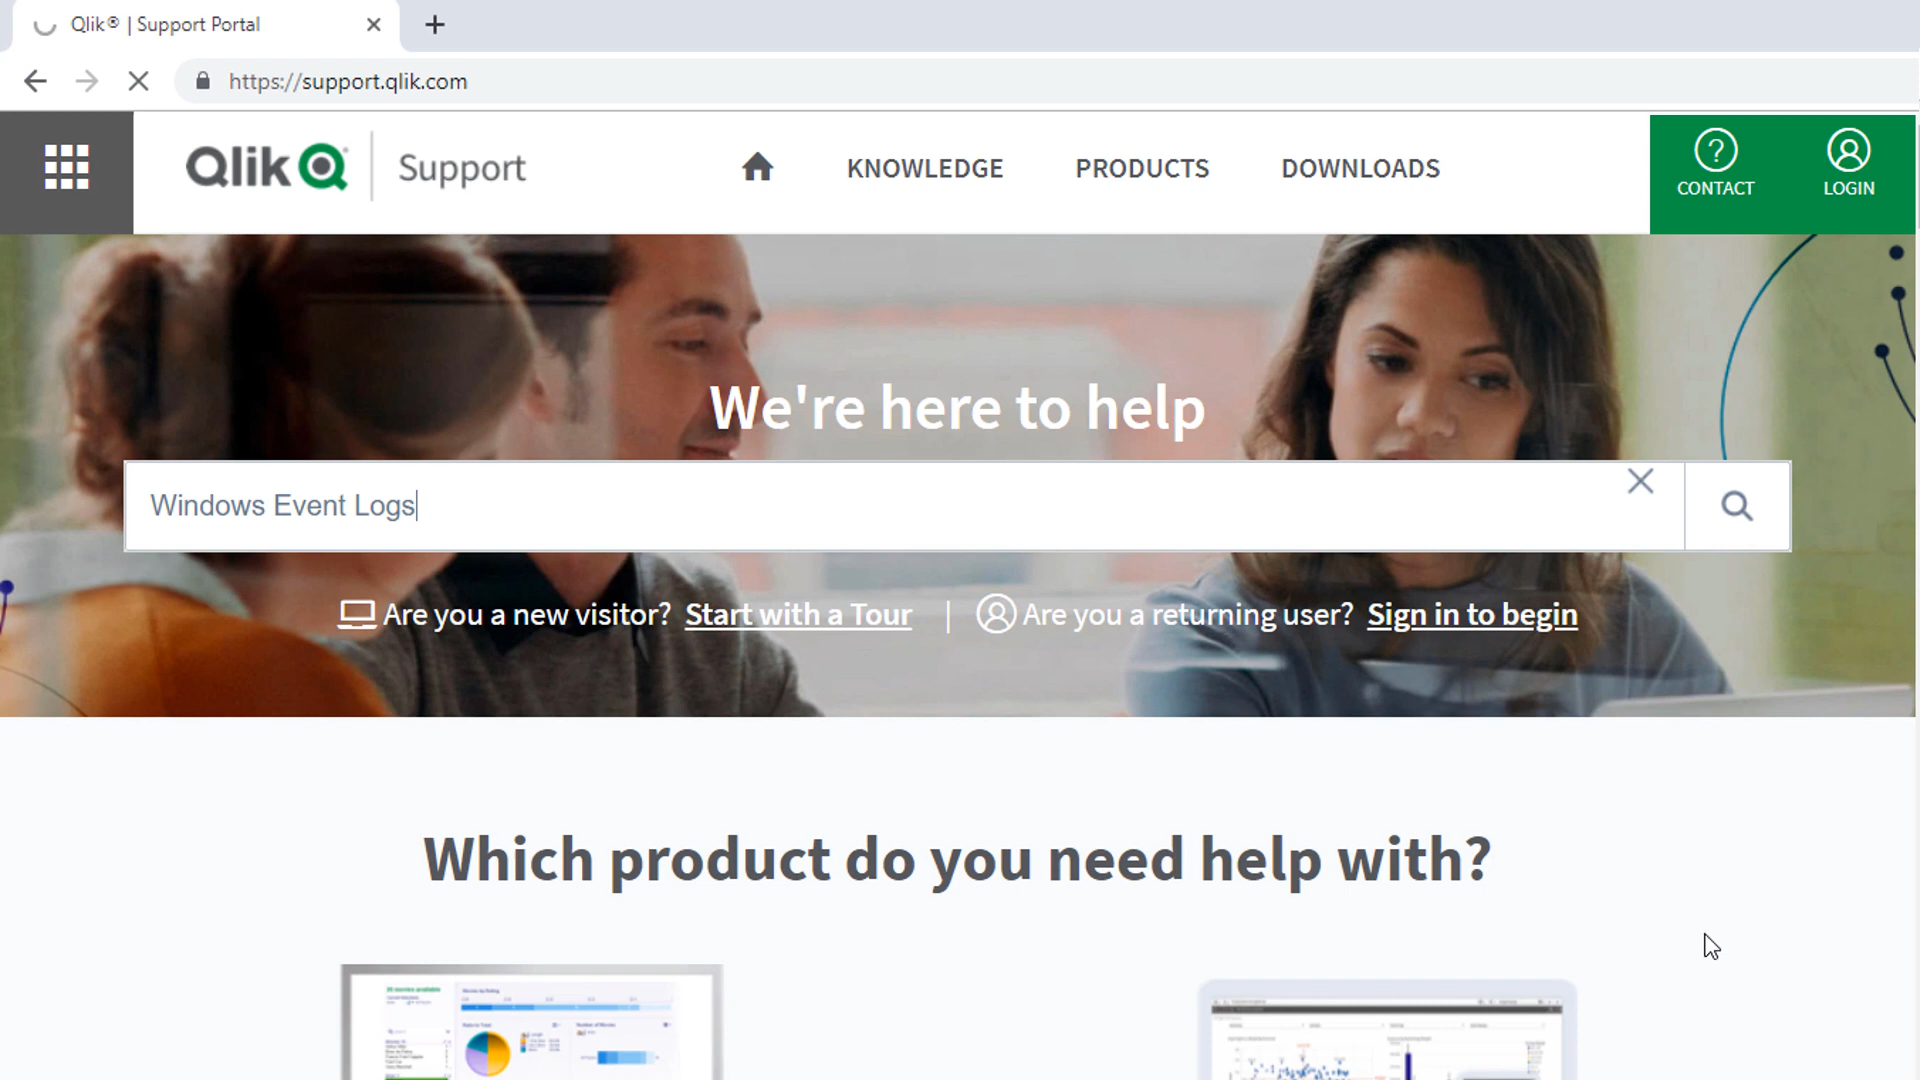 Qlik® | Support Portal
https://support.qlik.com
Qlik Support
KNOWLEDGE
PRODUCTS
DOWNLOADS
CONTACT
LOGIN
We're here to help
Windows Event Logs
Are you a new visitor? Start with a Tour | Are you a returning user? Sign in to begin
Which product do you need help with?